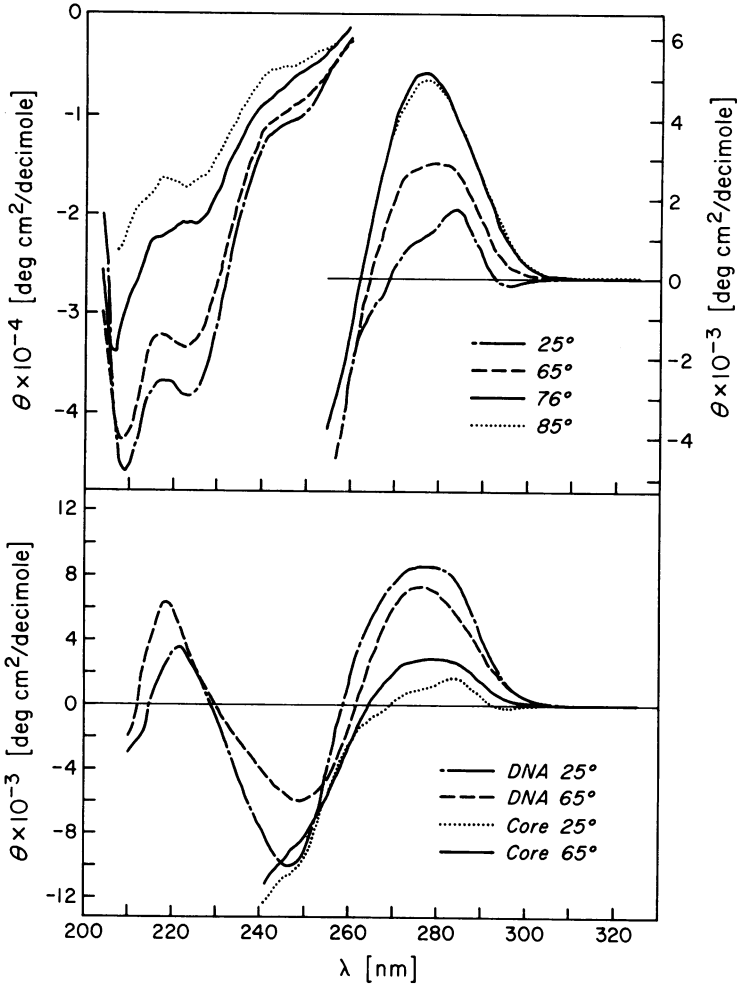 0
-1
-2
-3
-4
θ×10⁻⁴ [deg cm²/decimole]
6
4
2
0
-2
-4
θ×10⁻³ [deg cm²/decimole]
25°
65°
76°
85°
12
8
4
0
-4
-8
-12
θ×10⁻³ [deg cm²/decimole]
DNA 25°
DNA 65°
Core 25°
Core 65°
200 220 240 260 280 300 320
λ [nm]